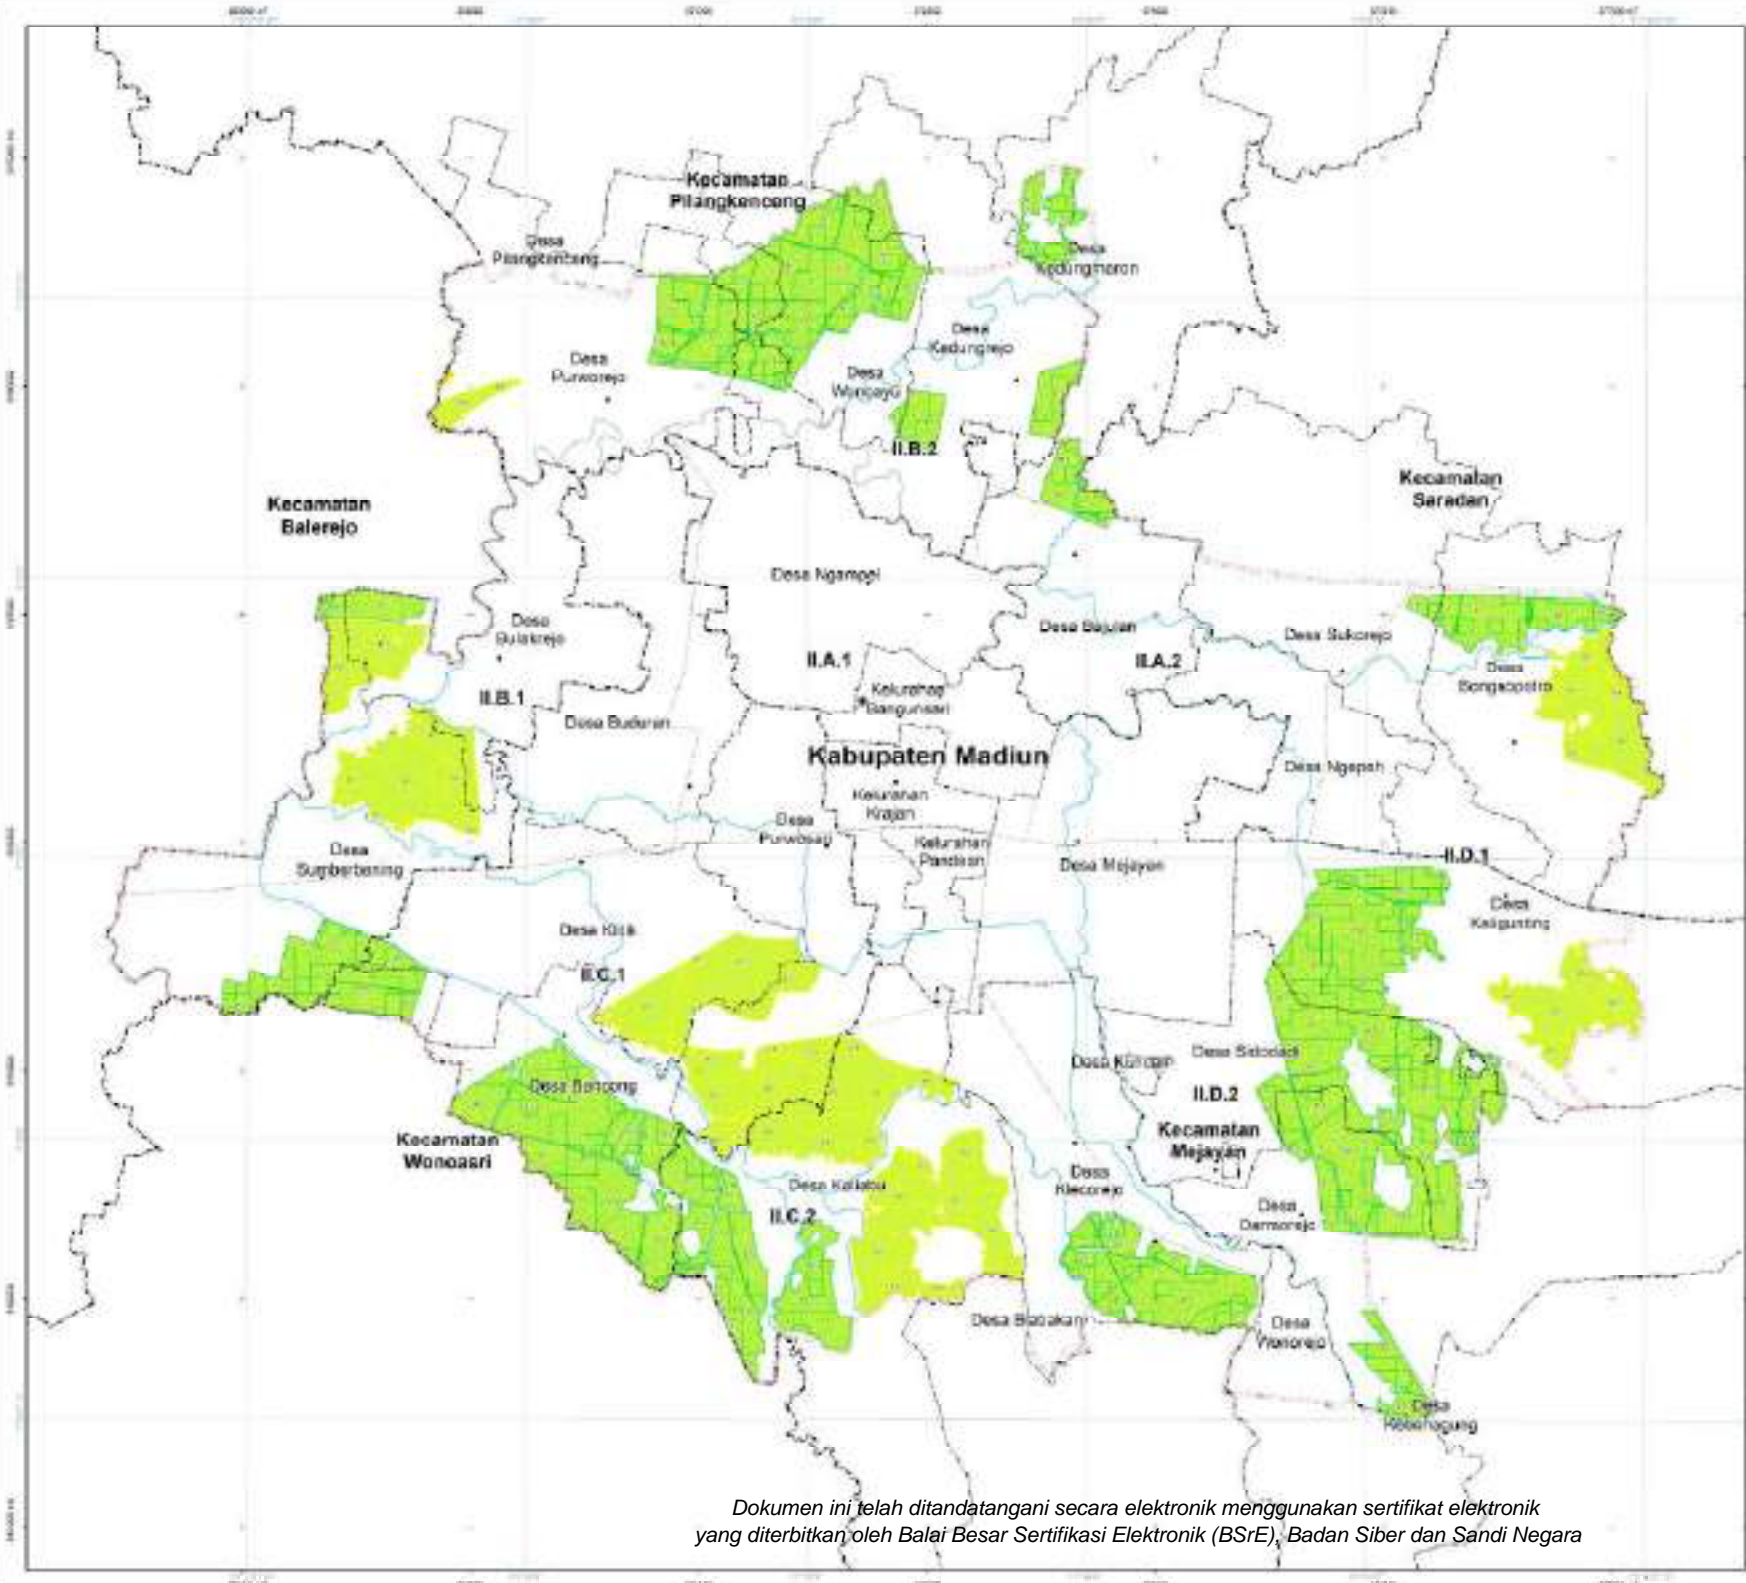 Kecamatan
Pilangkenceng
Desa
Pilangkenceng
Desa
Kedungmaron
Desa
Kedungrejo
Desa
Purworejo
Desa
Wonoayu
II.B.2
Kecamatan
Balerejo
Kecamatan
Saradan
Desa Ngampel
Desa
Bulakrejo
Desa Bajulan
Desa Sukorejo
II.A.1
II.A.2
Desa
Songsopotro
II.B.1
Kelurahan
Bangunsari
Desa Buduran
Kabupaten Madiun
Desa Ngepeh
Kelurahan
Krajan
Desa
Purwosari
Desa
Sumberbening
Kelurahan
Pandean
Desa Mejayan
II.D.1
Desa
Kaligunting
Desa Klitik
II.C.1
Desa Kuncen
Desa Sidodadi
Desa Bancong
II.D.2
Kecamatan
Wonoasri
Kecamatan
Mejayan
Desa Kaliabu
Desa
Klecorejo
II.C.2
Desa
Darmorejo
Desa Blabakan
Desa
Wonorejo
Desa
Kebonagung
Dokumen ini telah ditandatangani secara elektronik menggunakan sertifikat elektronik
yang diterbitkan oleh Balai Besar Sertifikasi Elektronik (BSrE), Badan Siber dan Sandi Negara